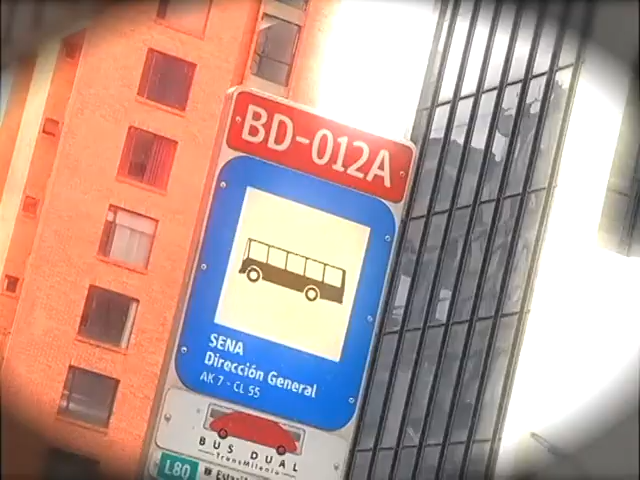 BD-012A
SENA
Dirección General
AK 7 - CL 55
BUS DUAL
TransMilenio
L80